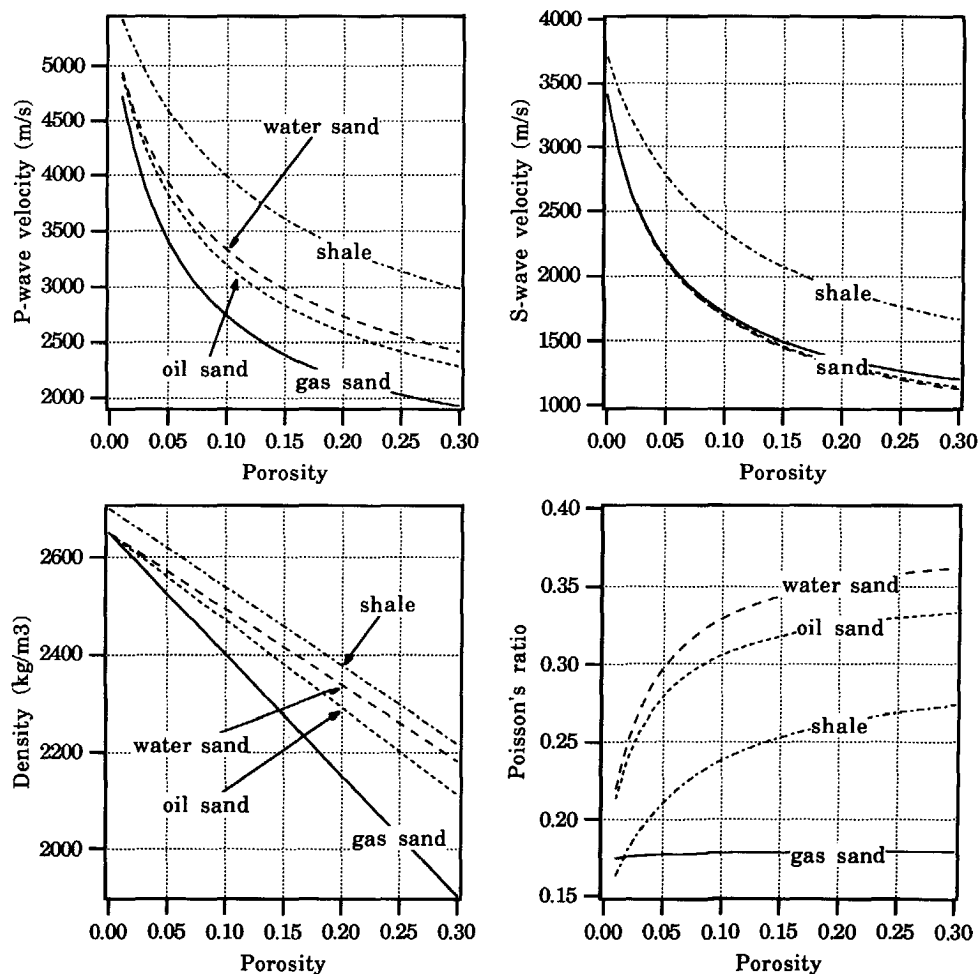 P-wave velocity (m/s)
5000
4500
4000
3500
3000
2500
2000
water sand
shale
oil sand
gas sand
0.00 0.05 0.10 0.15 0.20 0.25 0.30
Porosity
S-wave velocity (m/s)
4000
3500
3000
2500
2000
1500
1000
shale
sand
0.00 0.05 0.10 0.15 0.20 0.25 0.30
Porosity
Density (kg/m3)
2600
2400
2200
2000
shale
water sand
oil sand
gas sand
0.00 0.05 0.10 0.15 0.20 0.25 0.30
Porosity
Poisson's ratio
0.40
0.35
0.30
0.25
0.20
0.15
water sand
oil sand
shale
gas sand
0.00 0.05 0.10 0.15 0.20 0.25 0.30
Porosity